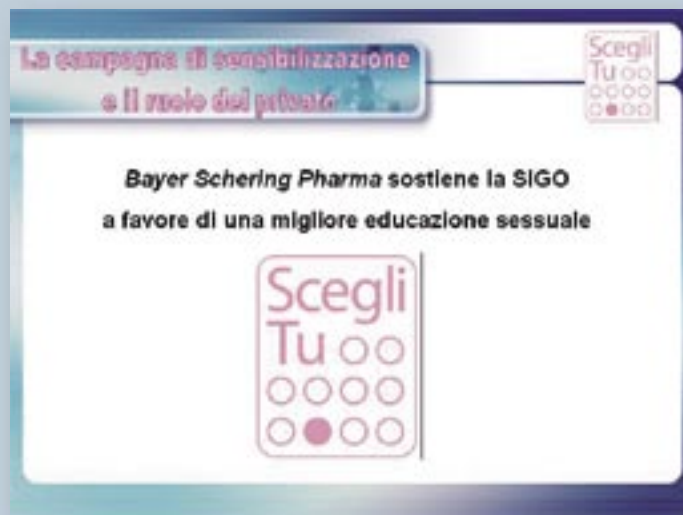 La campagna di sensibilizzazione
e il ruolo del privato
Scegli
Tu
Bayer Schering Pharma sostiene la SIGO
a favore di una migliore educazione sessuale
Scegli
Tu